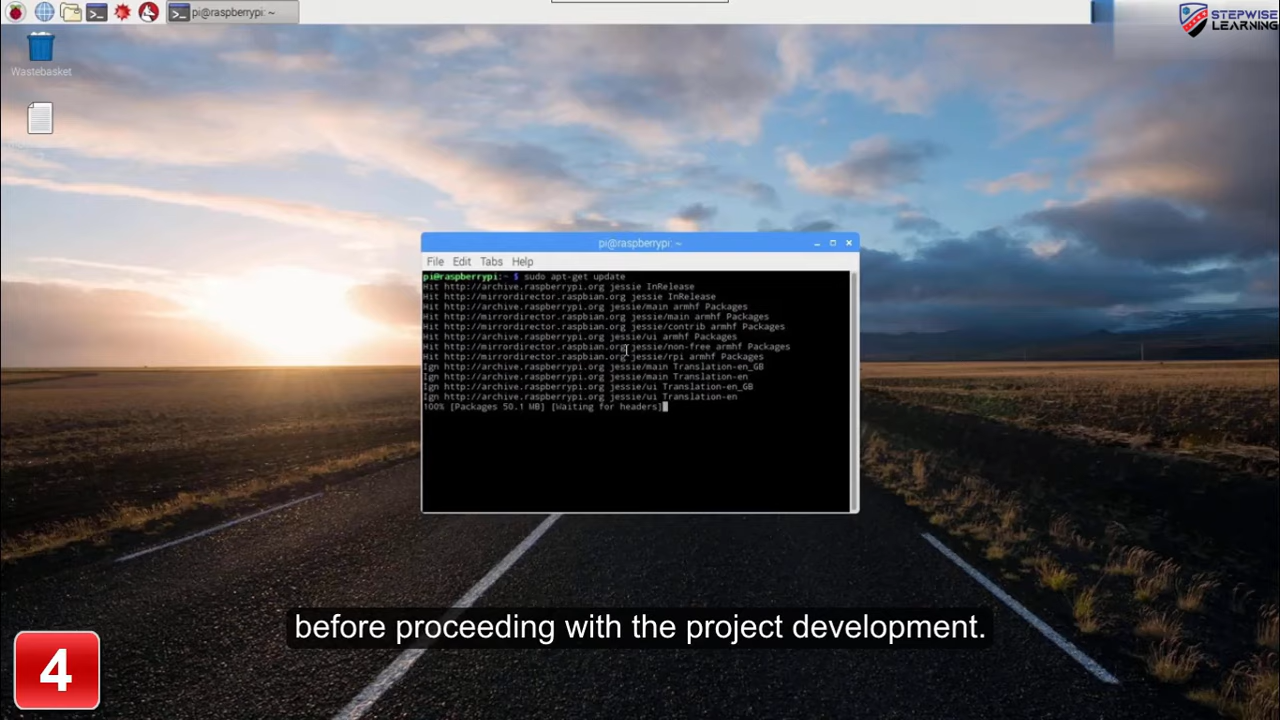 pi@raspberrypi: ~
STEPWISE
LEARNING
Wastebasket
pi@raspberrypi: ~
File Edit Tabs Help
pi@raspberrypi:~ $ sudo apt-get update
Hit http://archive.raspberrypi.org jessie InRelease
Hit http://mirrordirector.raspbian.org jessie InRelease
Hit http://archive.raspberrypi.org jessie/main armhf Packages
Hit http://mirrordirector.raspbian.org jessie/main armhf Packages
Hit http://mirrordirector.raspbian.org jessie/contrib armhf Packages
Hit http://archive.raspberrypi.org jessie/ui armhf Packages
Hit http://mirrordirector.raspbian.org jessie/non-free armhf Packages
Hit http://mirrordirector.raspbian.org jessie/rpi armhf Packages
Ign http://archive.raspberrypi.org jessie/main Translation-en_GB
Ign http://archive.raspberrypi.org jessie/main Translation-en
Ign http://archive.raspberrypi.org jessie/ui Translation-en_GB
Ign http://archive.raspberrypi.org jessie/ui Translation-en
100% [Packages 50.1 MB] [Waiting for headers]
before proceeding with the project development.
4